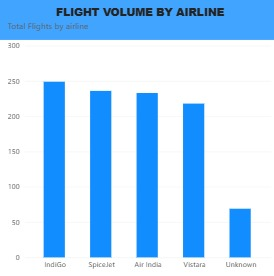 FLIGHT VOLUME BY AIRLINE
Total Flights by airline
300
250
200
150
100
50
0
IndiGo SpiceJet Air India Vistara Unknown